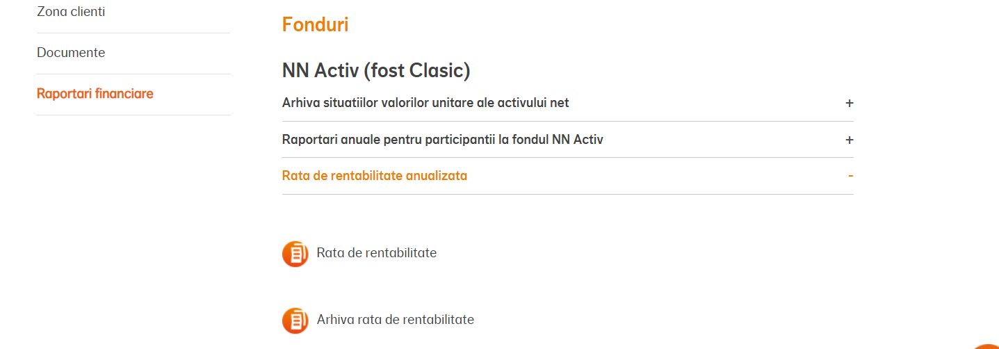 Zona clienti
Documente
Raportari financiare
Fonduri
NN Activ (fost Clasic)
Arhiva situatiilor valorilor unitare ale activului net +
Raportari anuale pentru participantii la fondul NN Activ +
Rata de rentabilitate anualizata -
Rata de rentabilitate
Arhiva rata de rentabilitate